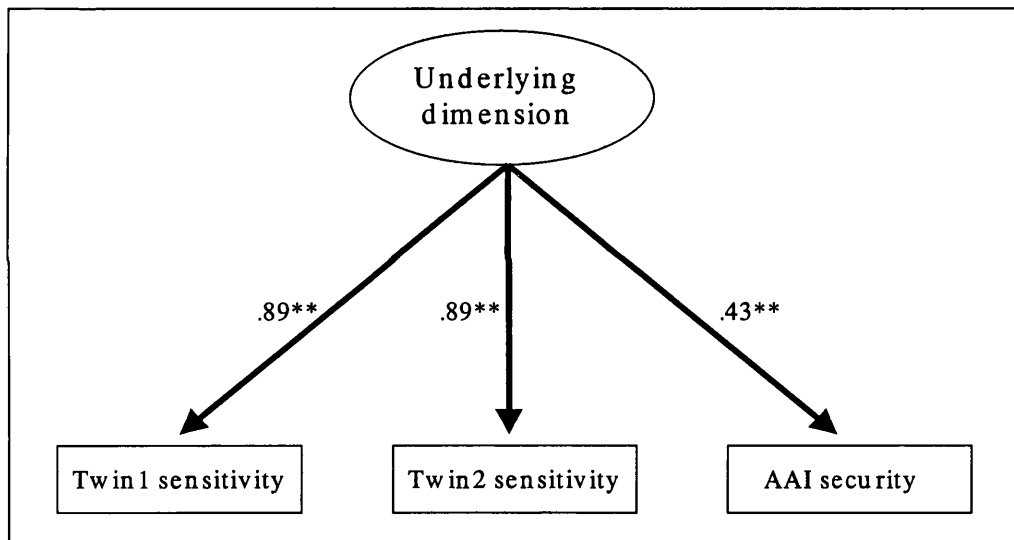 Underlying
dimension
.89**
.89**
.43**
Twin1 sensitivity
Twin2 sensitivity
AAI security